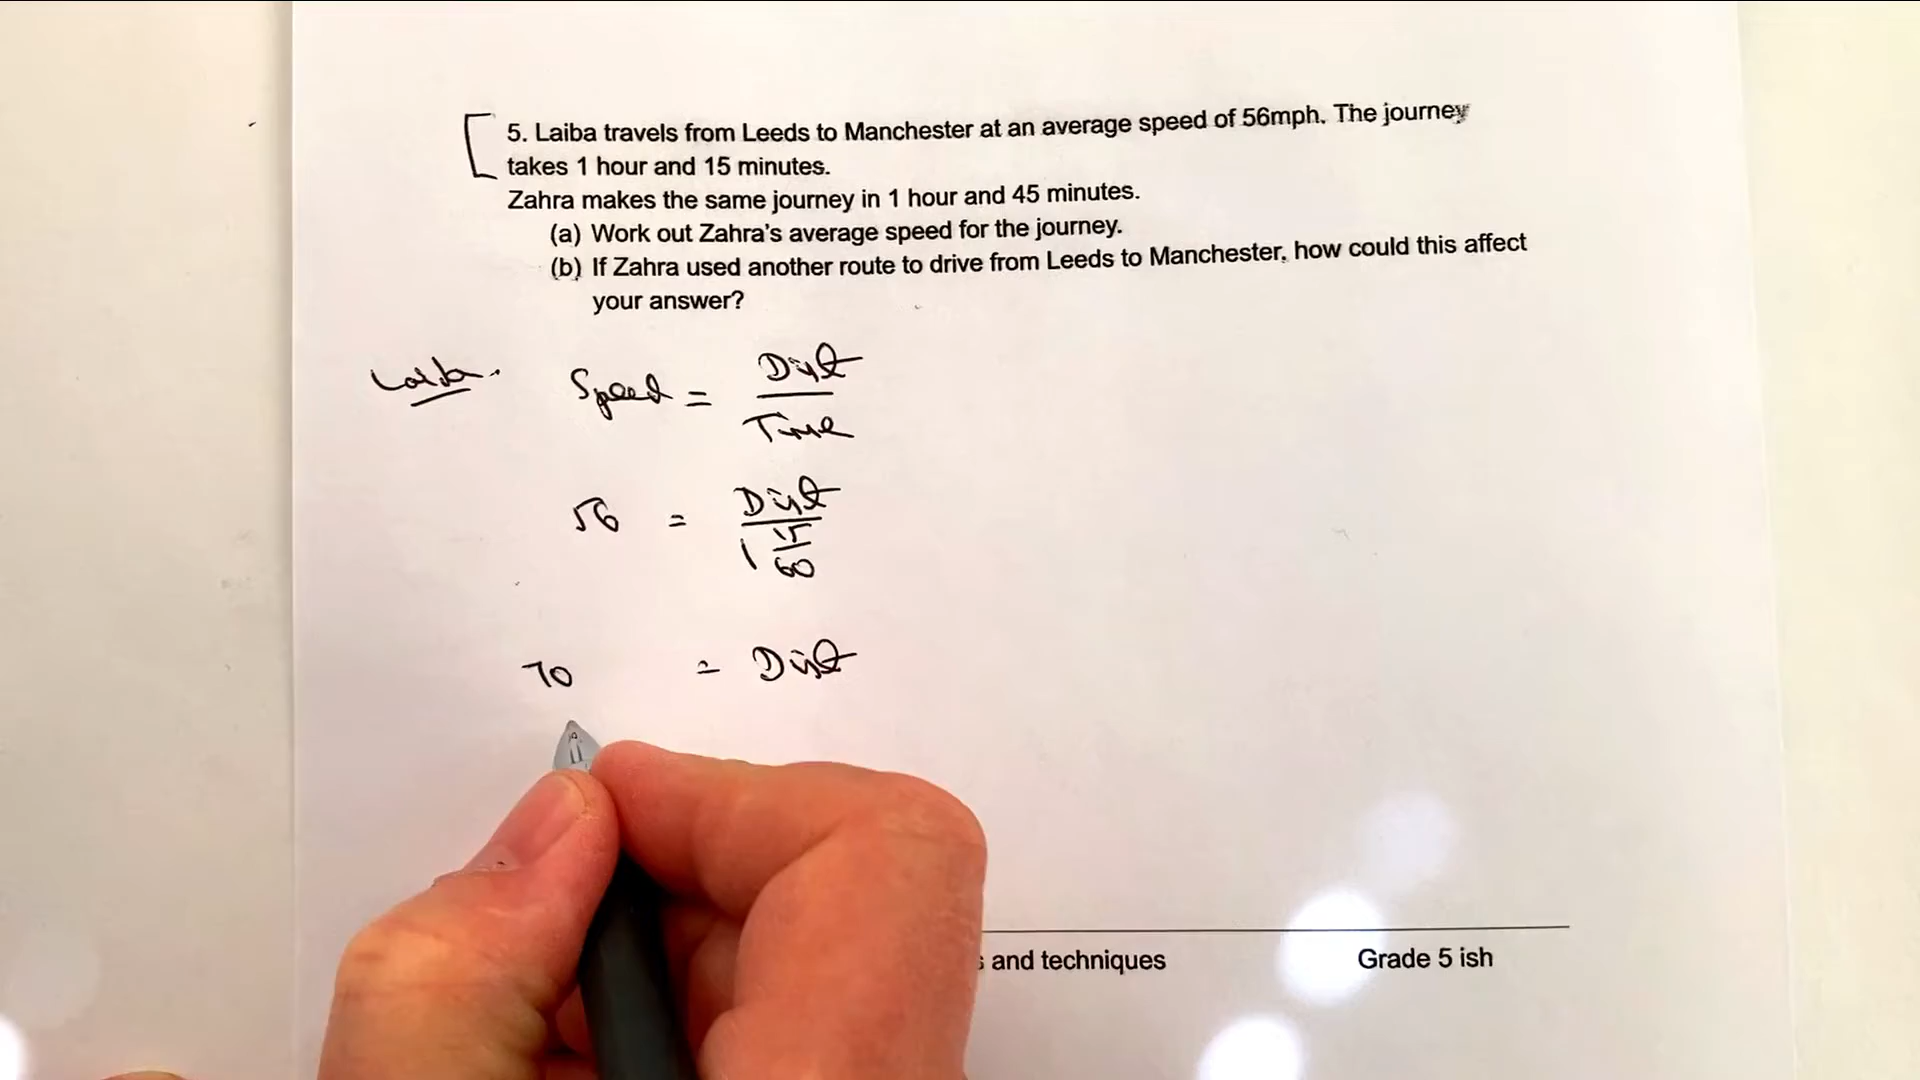 5. Laiba travels from Leeds to Manchester at an average speed of 56mph. The journey
takes 1 hour and 15 minutes.
Zahra makes the same journey in 1 hour and 45 minutes.
(a) Work out Zahra's average speed for the journey.
(b) If Zahra used another route to drive from Leeds to Manchester, how could this affect
your answer?
Laiba.
Speed = Dist
Time
56 = Dist
1 15
60
70 = Dist
and techniques
Grade 5 ish